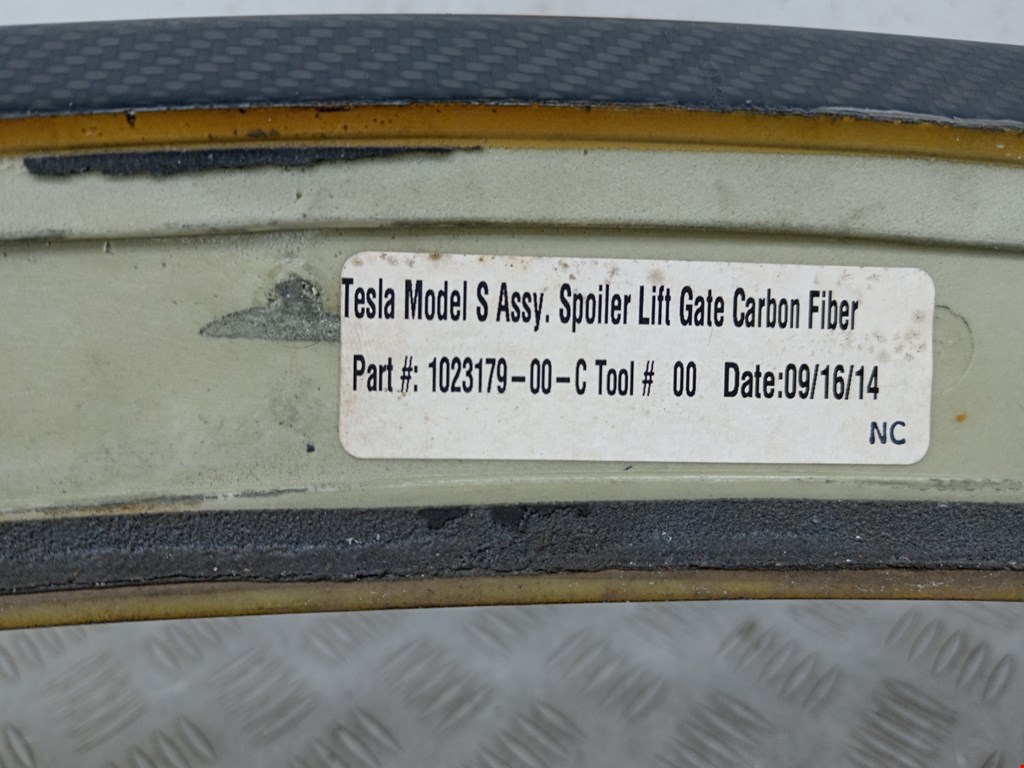 Tesla Model S Assy. Spoiler Lift Gate Carbon Fiber
Part #: 1023179-00-C Tool # 00 Date:09/16/14
NC